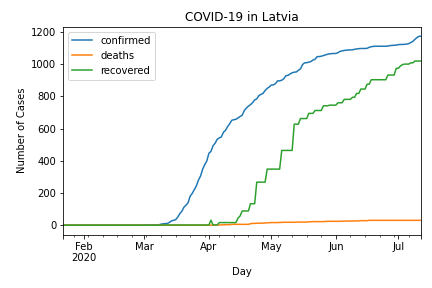 COVID-19 in Latvia
confirmed
deaths
recovered
Number of Cases
1200
1000
800
600
400
200
0
Feb
2020
Mar
Apr
May
Jun
Jul
Day